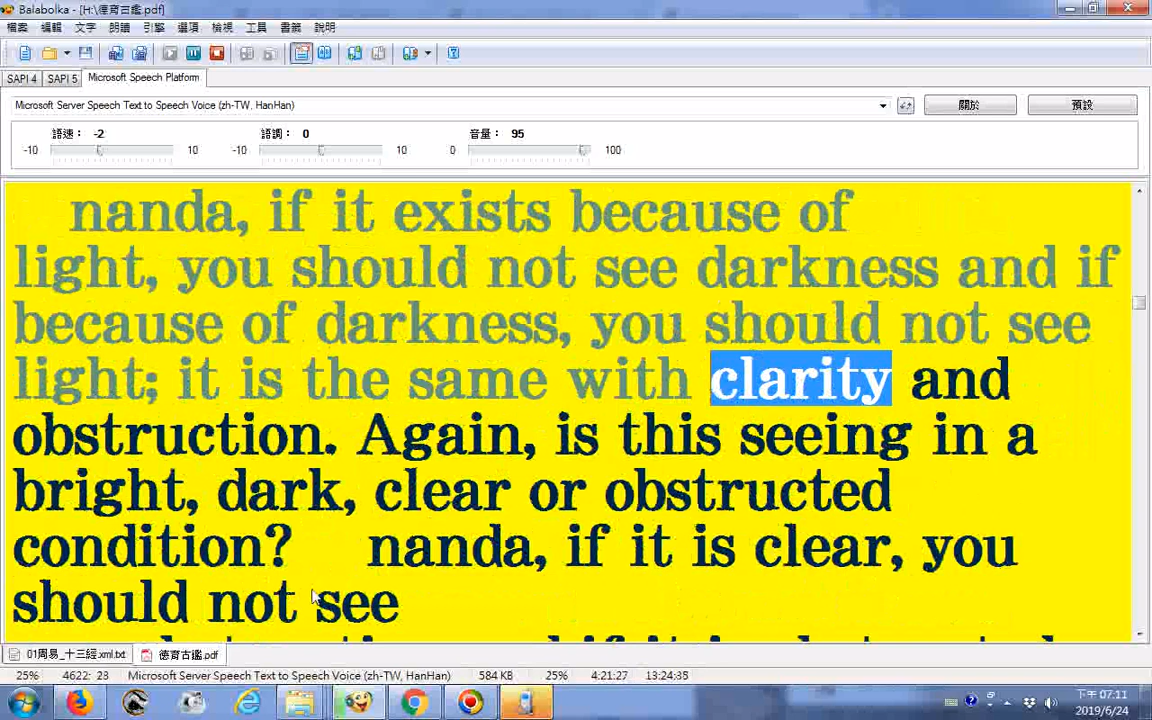 Balabolka - [H:\德育古鑑.pdf]
檔案 編輯 文字 朗讀 引擎 選項 檢視 工具 書籤 說明
SAPI 4 SAPI 5 Microsoft Speech Platform
Microsoft Server Speech Text to Speech Voice (zh-TW, HanHan) 關於 預設
語速： -2 語調： 0 音量： 95
-10 10 -10 10 0 100
nanda, if it exists because of
light, you should not see darkness and if
because of darkness, you should not see
light; it is the same with clarity and
obstruction. Again, is this seeing in a
bright, dark, clear or obstructed
condition? nanda, if it is clear, you
should not see
01周易_十三經.xml.txt 德育古鑑.pdf
25% 4622: 23 Microsoft Server Speech Text to Speech Voice (zh-TW, HanHan) 584 KB 25% 4:21:27 13:24:35
下午 07:11
2019/6/24